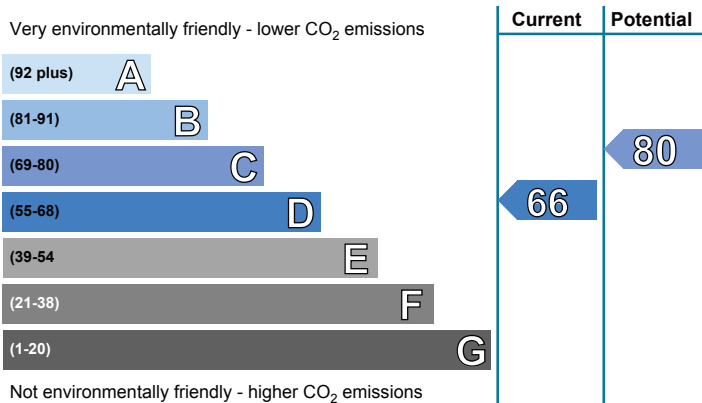 Very environmentally friendly - lower CO2 emissions
Current
Potential
(92 plus) A
(81-91) B
(69-80) C
80
(55-68) D
66
(39-54 E
(21-38) F
(1-20) G
Not environmentally friendly - higher CO2 emissions